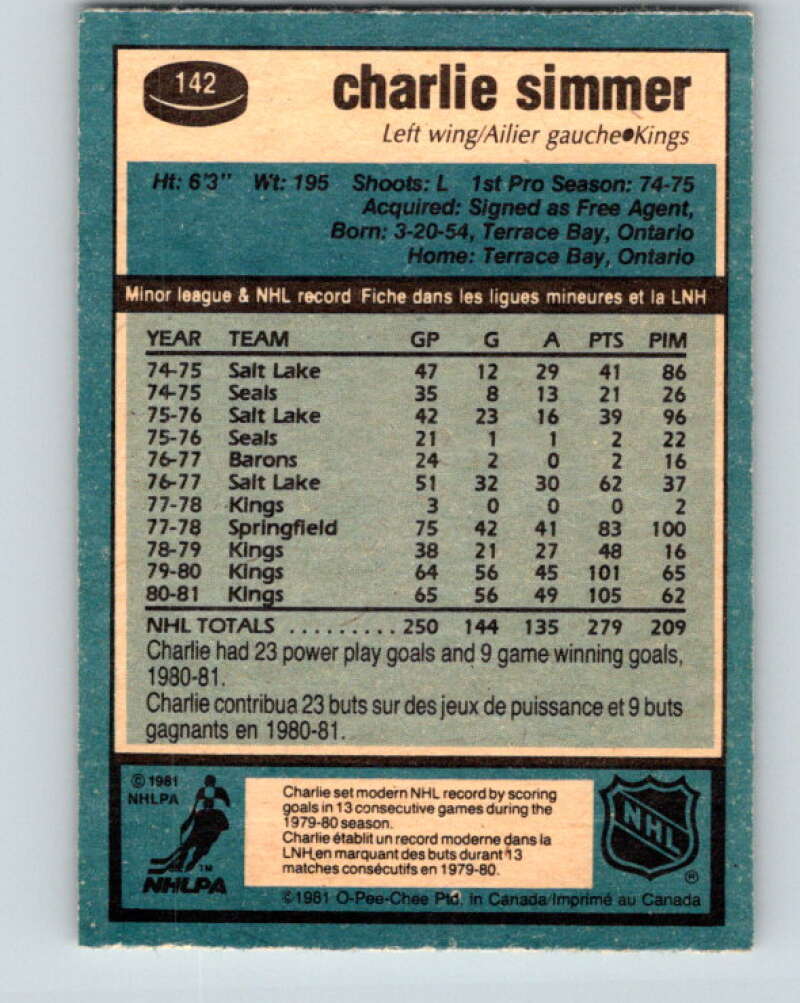 142
charlie simmer
Left wing/Ailier gauche●Kings
Ht: 6'3" Wt: 195 Shoots: L 1st Pro Season: 74-75
Acquired: Signed as Free Agent,
Born: 3-20-54, Terrace Bay, Ontario
Home: Terrace Bay, Ontario
Minor league & NHL record Fiche dans les ligues mineures et la LNH
YEAR TEAM GP G A PTS PIM
74-75 Salt Lake 47 12 29 41 86
74-75 Seals 35 8 13 21 26
75-76 Salt Lake 42 23 16 39 96
75-76 Seals 21 1 1 2 22
76-77 Barons 24 2 0 2 16
76-77 Salt Lake 51 32 30 62 37
77-78 Kings 3 0 0 0 2
77-78 Springfield 75 42 41 83 100
78-79 Kings 38 21 27 48 16
79-80 Kings 64 56 45 101 65
80-81 Kings 65 56 49 105 62
NHL TOTALS .......... 250 144 135 279 209
Charlie had 23 power play goals and 9 game winning goals,
1980-81.
Charlie contribua 23 buts sur des jeux de puissance et 9 buts
gagnants en 1980-81.
© 1981
NHLPA
TM
NHLPA
Charlie set modern NHL record by scoring
goals in 13 consecutive games during the
1979-80 season.
Charlie établit un record moderne dans la
LNH en marquant des buts durant 13
matches consécutifs en 1979-80.
NHL
®
©1981 O-Pee-Chee Ptd. in Canada/Imprimé au Canada